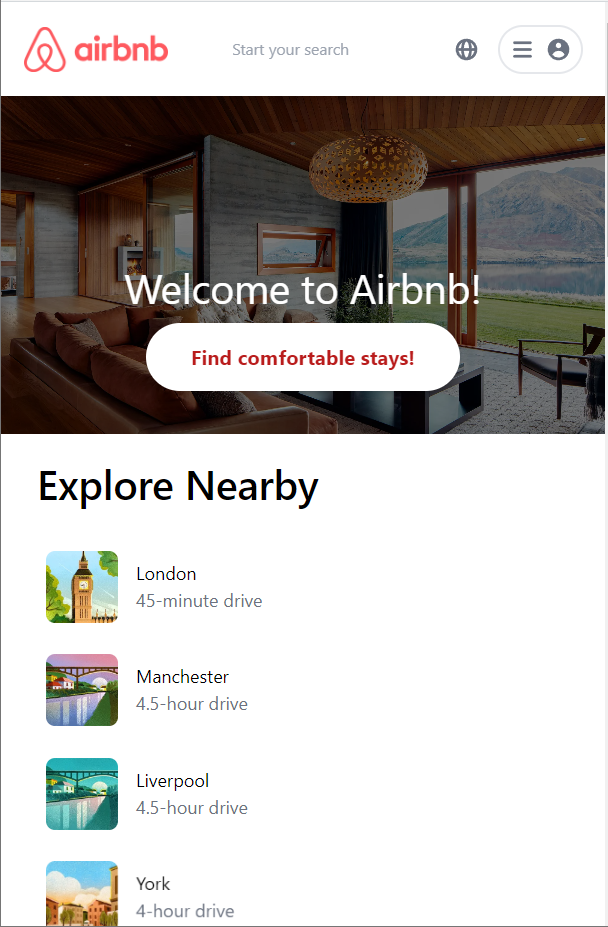 airbnb
Start your search
Welcome to Airbnb!
Find comfortable stays!
Explore Nearby
London
45-minute drive
Manchester
4.5-hour drive
Liverpool
4.5-hour drive
York
4-hour drive